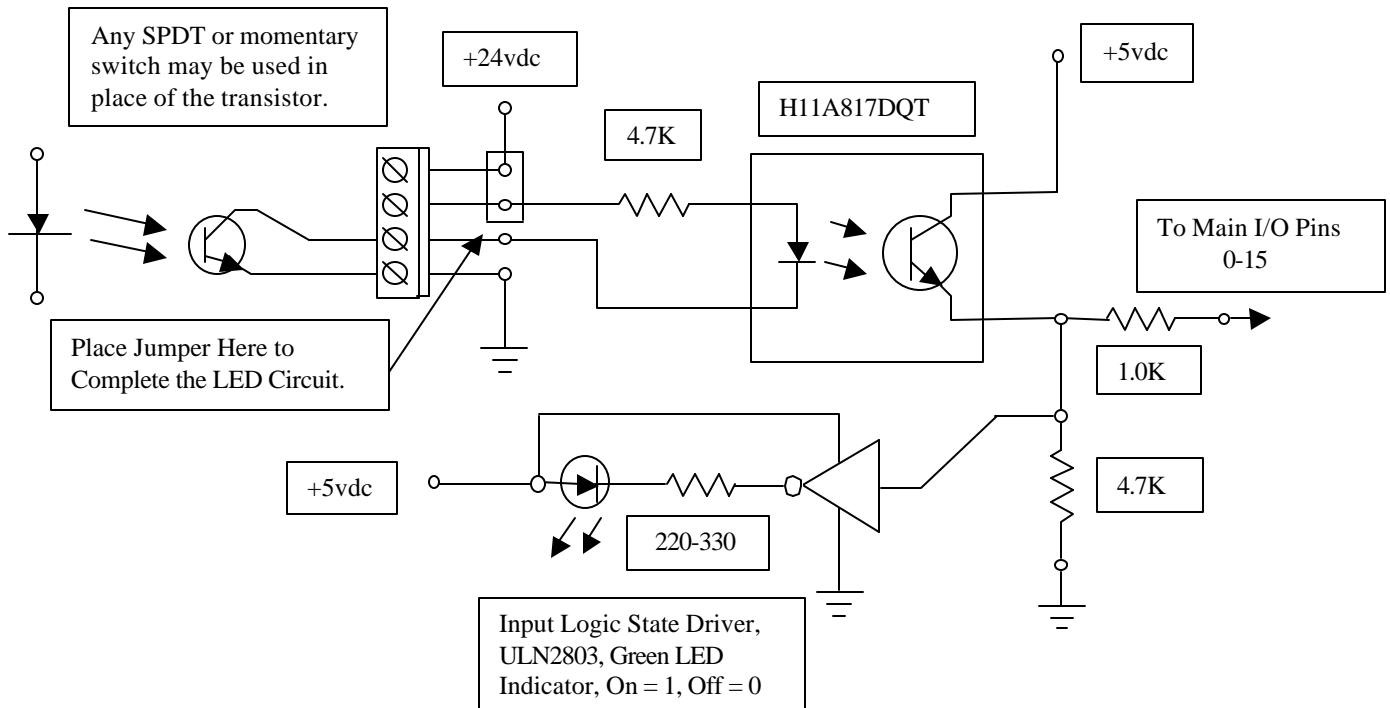 Any SPDT or momentary
switch may be used in
place of the transistor.
+24vdc
+5vdc
H11A817DQT
4.7K
To Main I/O Pins
0-15
Place Jumper Here to
Complete the LED Circuit.
1.0K
+5vdc
4.7K
220-330
Input Logic State Driver,
ULN2803, Green LED
Indicator, On = 1, Off = 0